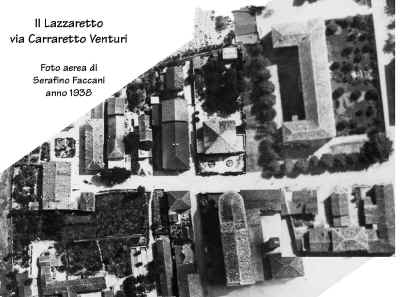 Il Lazzaretto
via Carraretto Venturi
Foto aerea di
Serafino Faccani
anno 1938